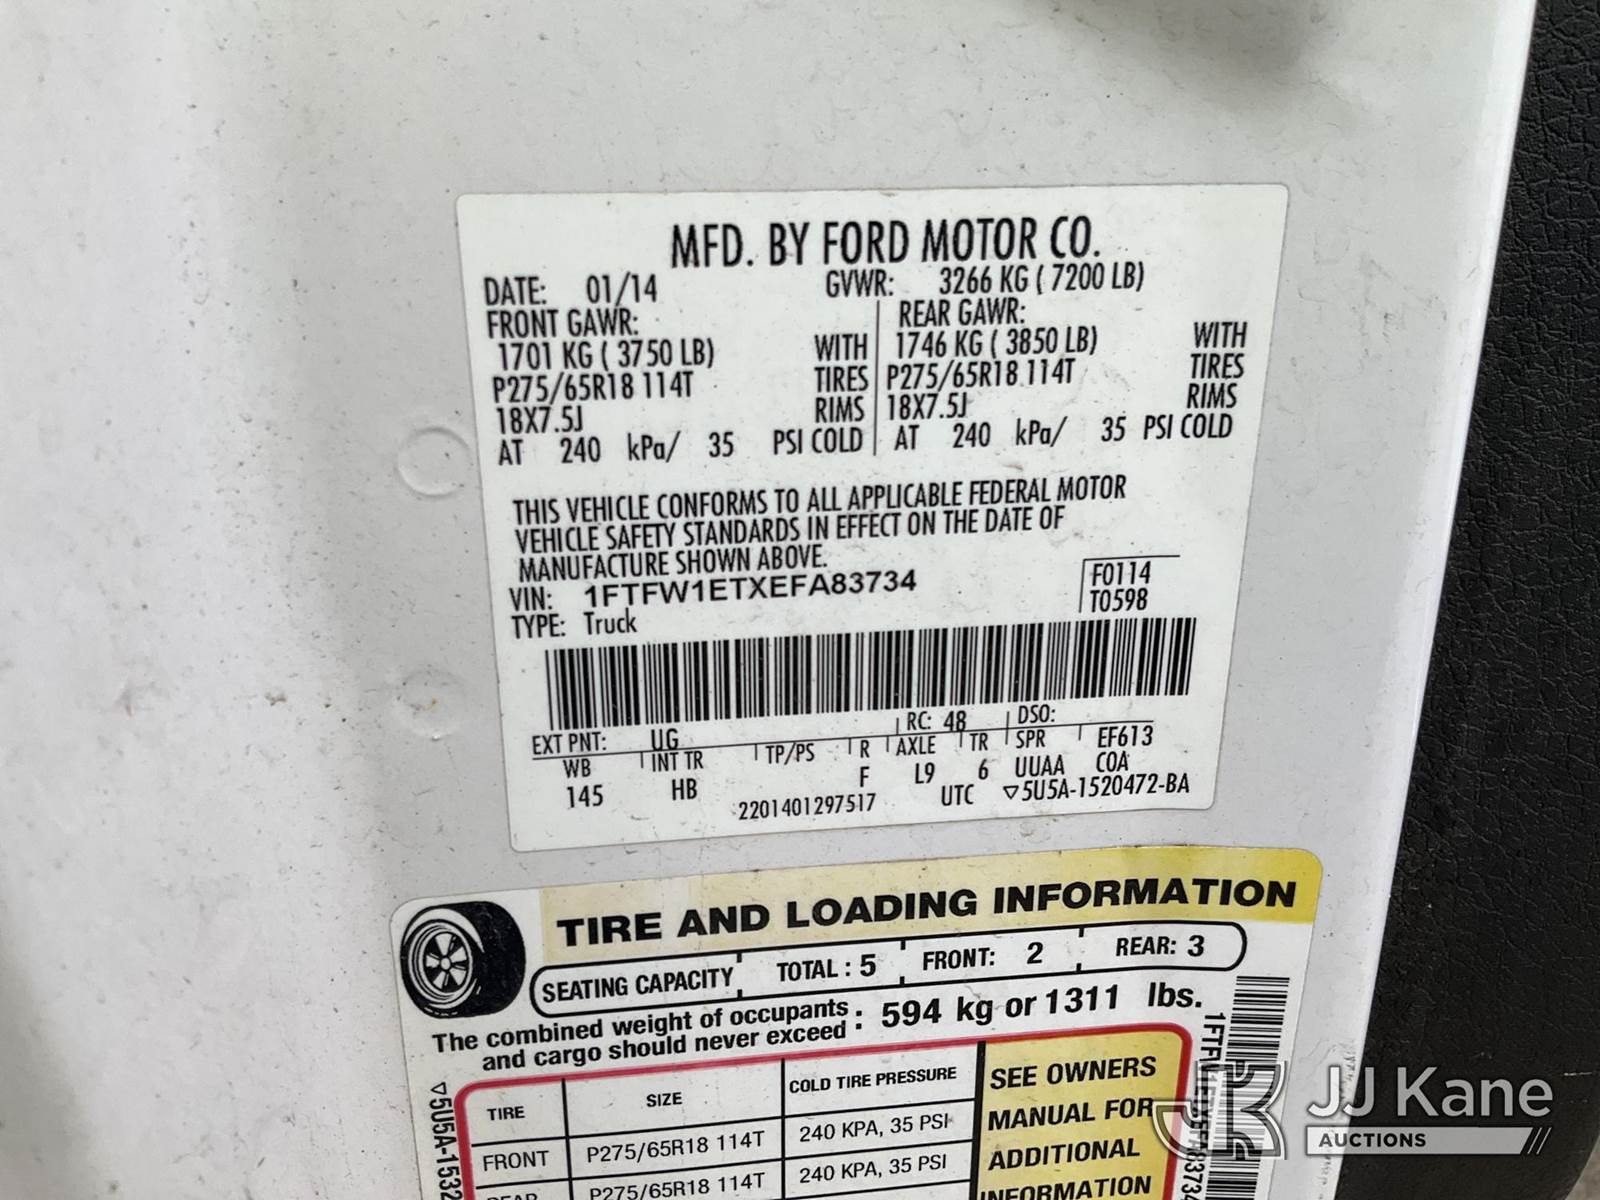 MFD. BY FORD MOTOR CO.
DATE: 01/14 GVWR: 3266 KG ( 7200 LB)
FRONT GAWR: REAR GAWR:
1701 KG ( 3750 LB) WITH 1746 KG ( 3850 LB) WITH
P275/65R18 114T TIRES P275/65R18 114T TIRES
18X7.5J RIMS 18X7.5J RIMS
AT 240 kPa/ 35 PSI COLD AT 240 kPa/ 35 PSI COLD
THIS VEHICLE CONFORMS TO ALL APPLICABLE FEDERAL MOTOR
VEHICLE SAFETY STANDARDS IN EFFECT ON THE DATE OF
MANUFACTURE SHOWN ABOVE.
VIN: 1FTFW1ETXEFA83734 F0114
TYPE: Truck T0598
EXT PNT: UG RC: 48 DSO:
WB INT TR TP/PS R AXLE TR SPR EF613
145 HB F L9 6 UUAA COA
2201401297517 UTC ▽5U5A-1520472-BA
TIRE AND LOADING INFORMATION
SEATING CAPACITY TOTAL : 5 FRONT: 2 REAR: 3
The combined weight of occupants
and cargo should never exceed : 594 kg or 1311 lbs.
TIRE SIZE COLD TIRE PRESSURE
FRONT P275/65R18 114T 240 KPA, 35 PSI
REAR P275/65R18 114T 240 KPA, 35 PSI
SEE OWNERS
MANUAL FOR
ADDITIONAL
INFORMATION
▽5U5A-1532
JJ Kane
AUCTIONS